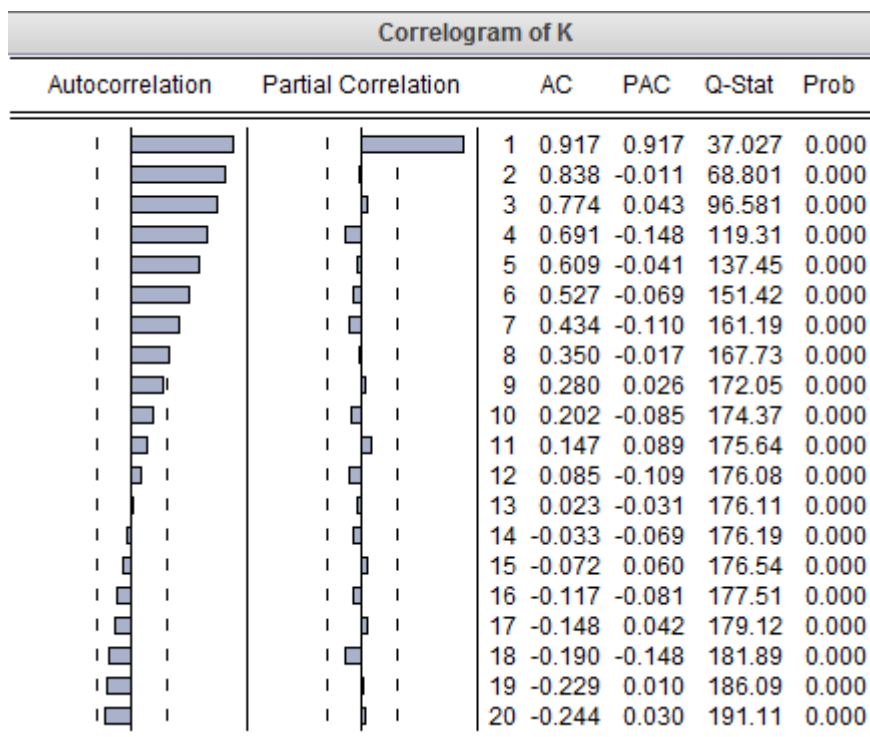 Correlogram of K
Autocorrelation Partial Correlation AC PAC Q-Stat Prob
1 0.917 0.917 37.027 0.000
2 0.838 -0.011 68.801 0.000
3 0.774 0.043 96.581 0.000
4 0.691 -0.148 119.31 0.000
5 0.609 -0.041 137.45 0.000
6 0.527 -0.069 151.42 0.000
7 0.434 -0.110 161.19 0.000
8 0.350 -0.017 167.73 0.000
9 0.280 0.026 172.05 0.000
10 0.202 -0.085 174.37 0.000
11 0.147 0.089 175.64 0.000
12 0.085 -0.109 176.08 0.000
13 0.023 -0.031 176.11 0.000
14 -0.033 -0.069 176.19 0.000
15 -0.072 0.060 176.54 0.000
16 -0.117 -0.081 177.51 0.000
17 -0.148 0.042 179.12 0.000
18 -0.190 -0.148 181.89 0.000
19 -0.229 0.010 186.09 0.000
20 -0.244 0.030 191.11 0.000